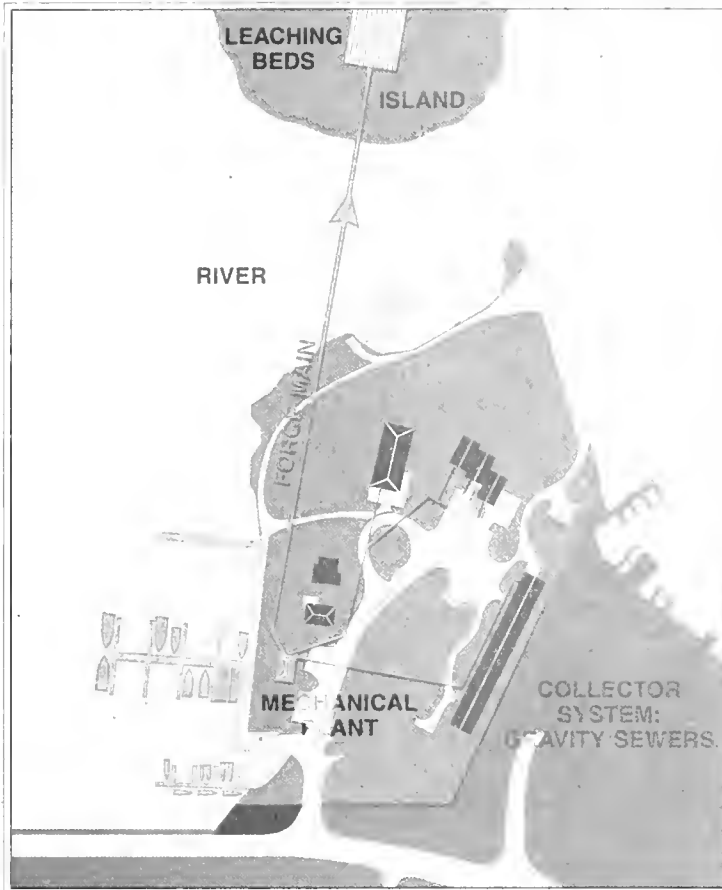 LEACHING
BEDS
ISLAND
RIVER
FORCE MAIN
MECHANICAL
PLANT
COLLECTOR
SYSTEM:
GRAVITY SEWERS.